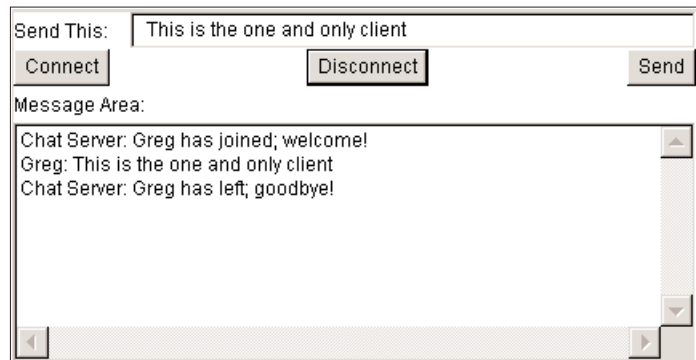 Send This: This is the one and only client
Connect Disconnect Send
Message Area:
Chat Server: Greg has joined; welcome!
Greg: This is the one and only client
Chat Server: Greg has left; goodbye!